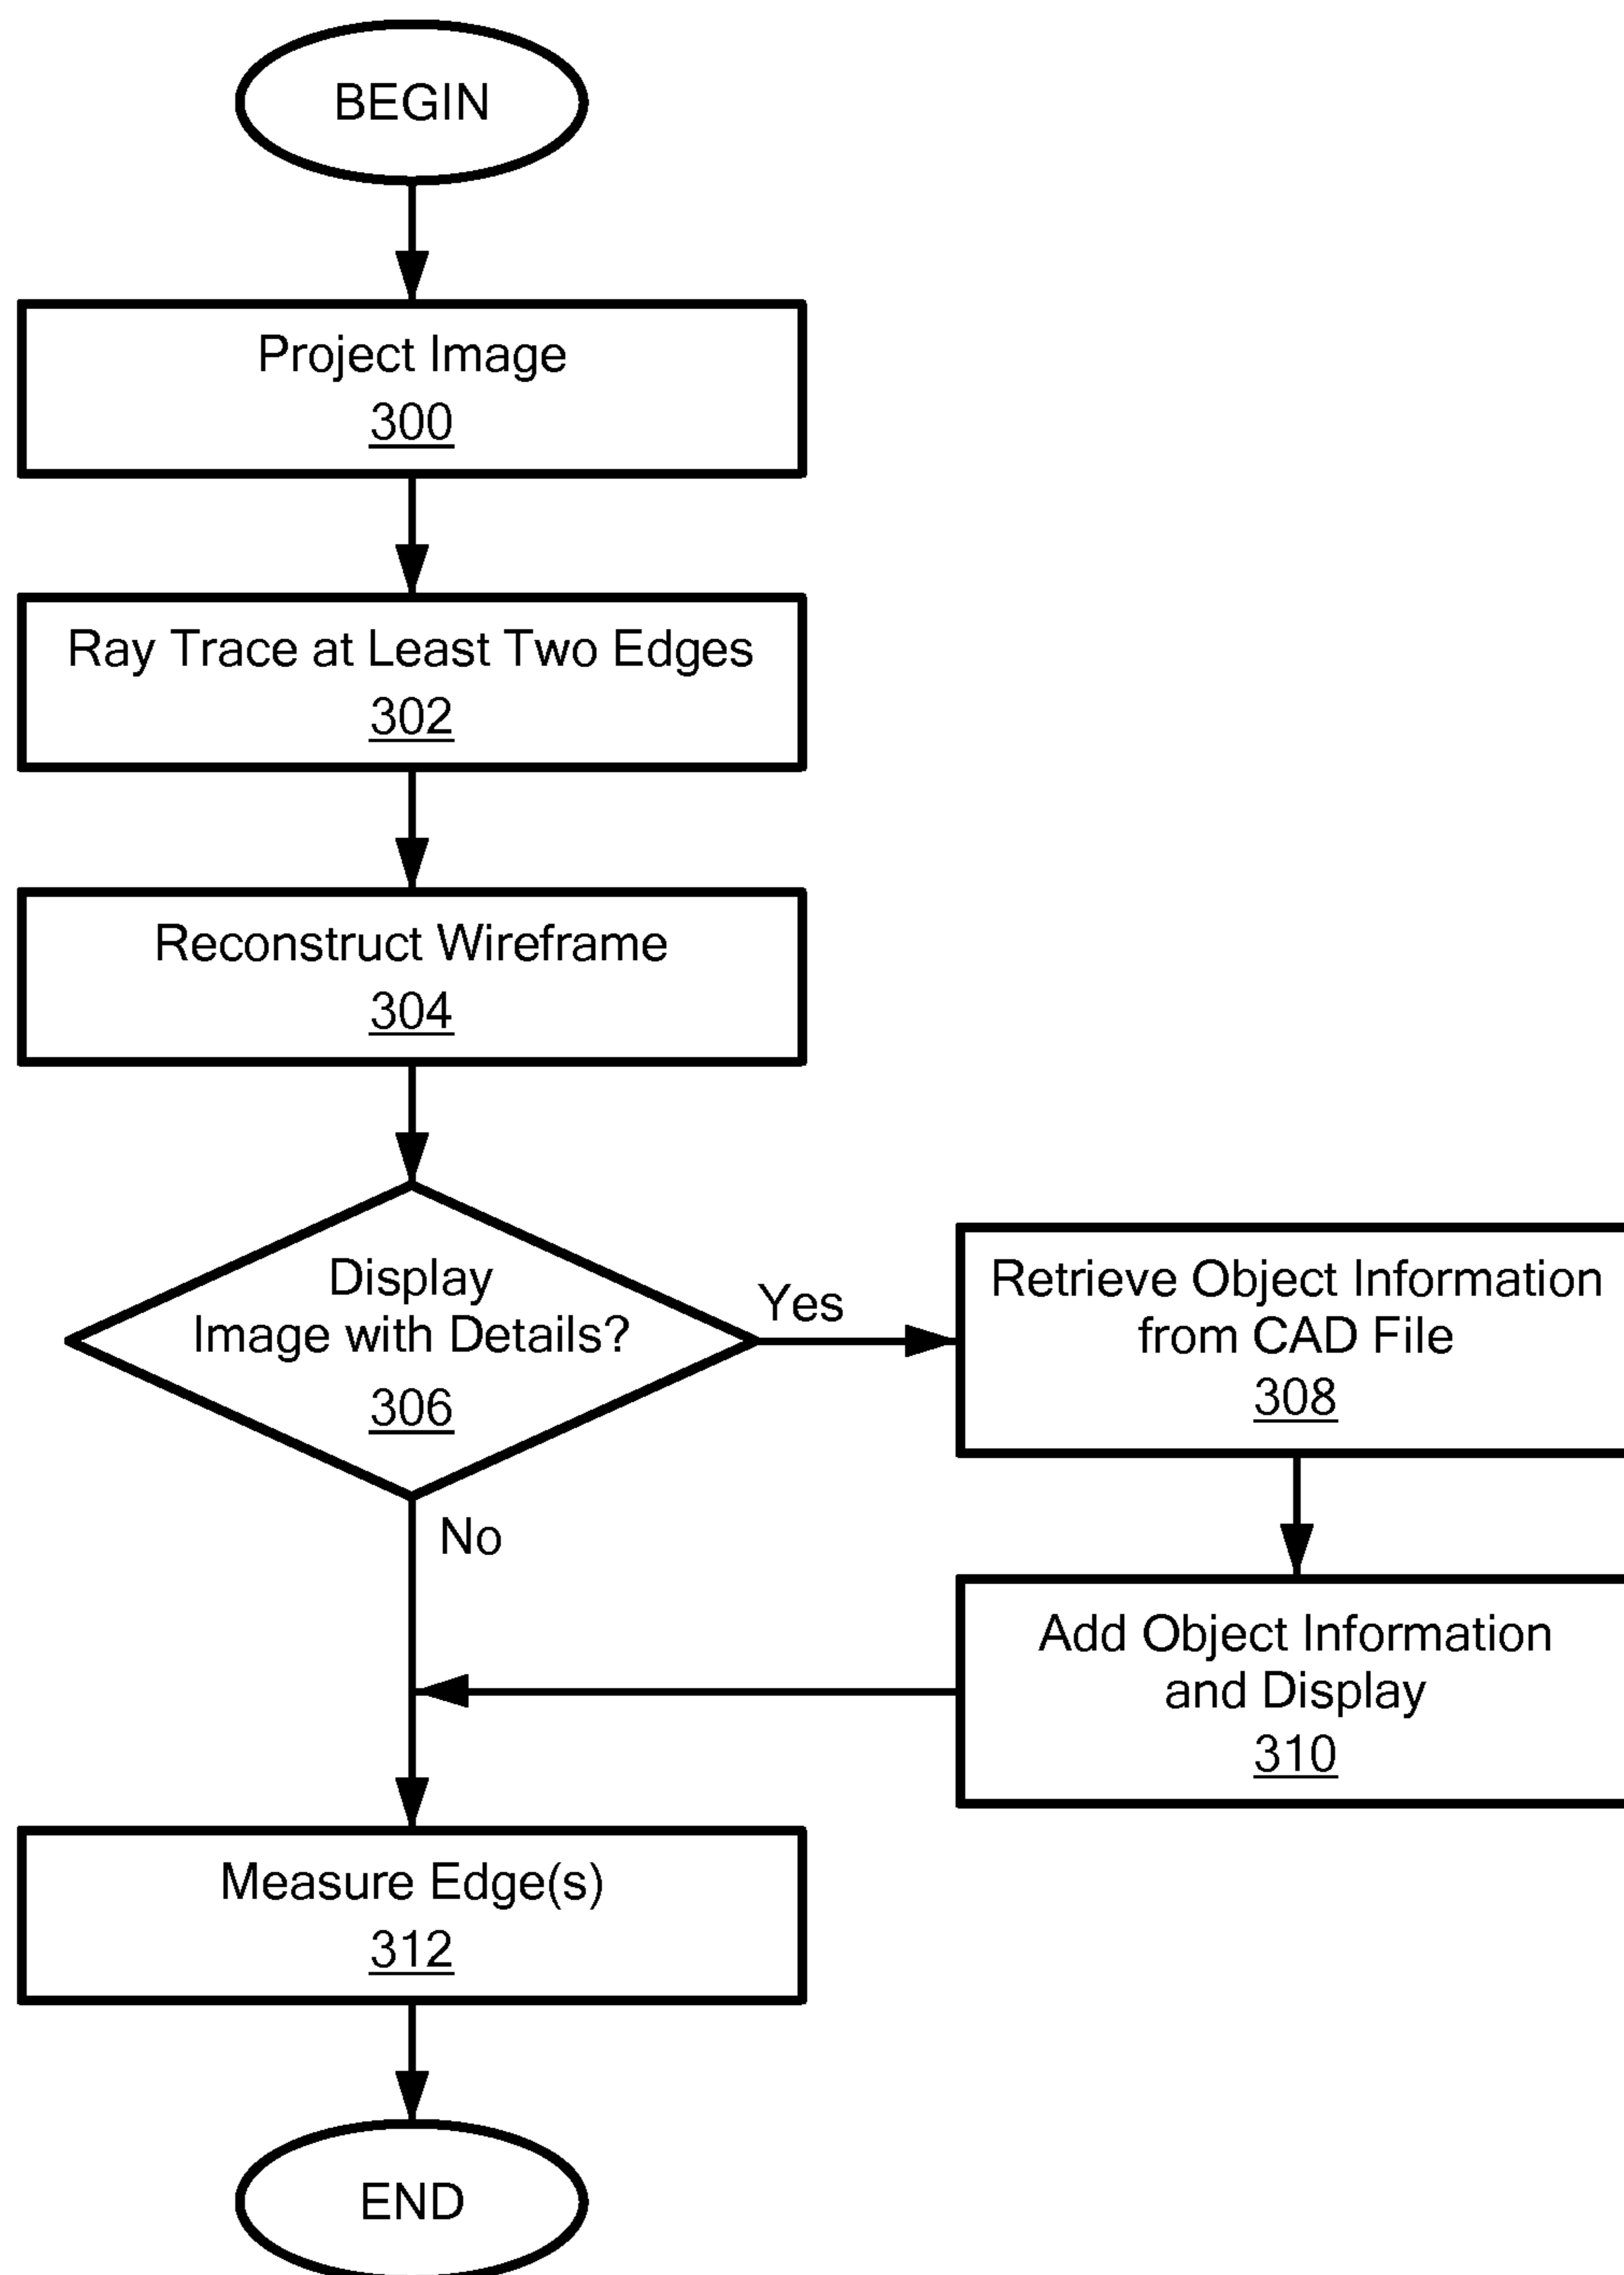 BEGIN
Project Image
300
Ray Trace at Least Two Edges
302
Reconstruct Wireframe
304
Display
Image with Details?
306
Yes
No
Retrieve Object Information
from CAD File
308
Add Object Information
and Display
310
Measure Edge(s)
312
END